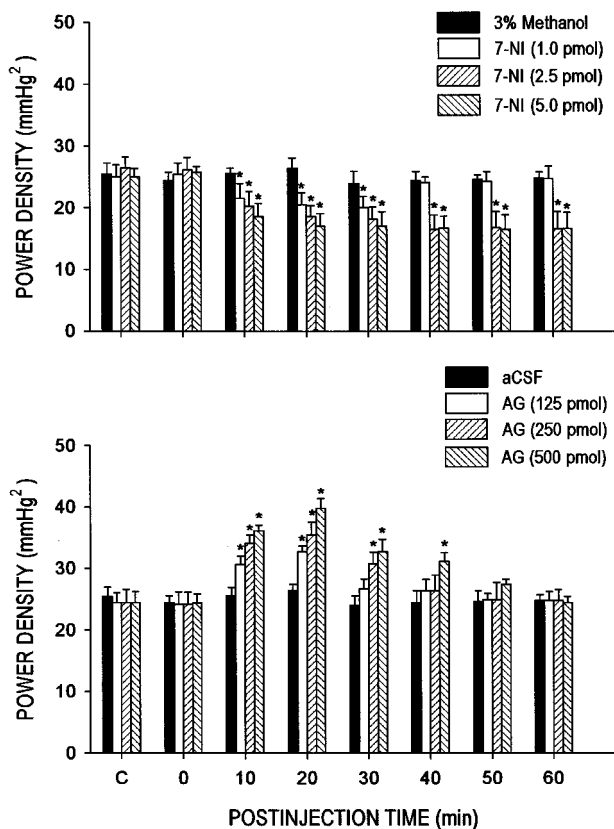 3% Methanol
7-NI (1.0 pmol)
7-NI (2.5 pmol)
7-NI (5.0 pmol)
POWER DENSITY (mmHg²)
50
40
30
20
10
0
* * *
* * *
* * *
* *
* *
* *
aCSF
AG (125 pmol)
AG (250 pmol)
AG (500 pmol)
POWER DENSITY (mmHg²)
50
40
30
20
10
0
* * *
* * *
* *
*
C 0 10 20 30 40 50 60
POSTINJECTION TIME (min)